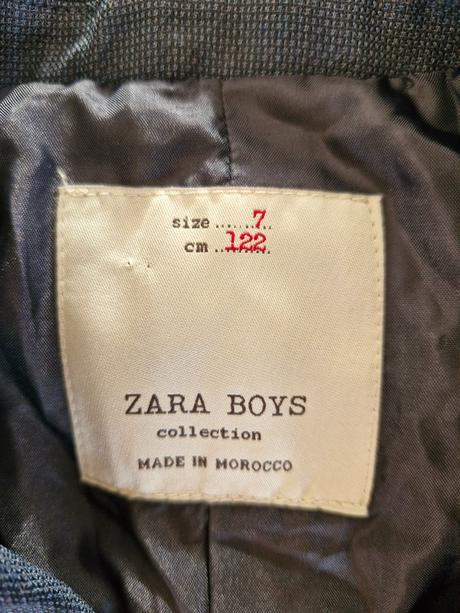 size ....... 7.
cm ..122..
ZARA BOYS
collection
MADE IN MOROCCO